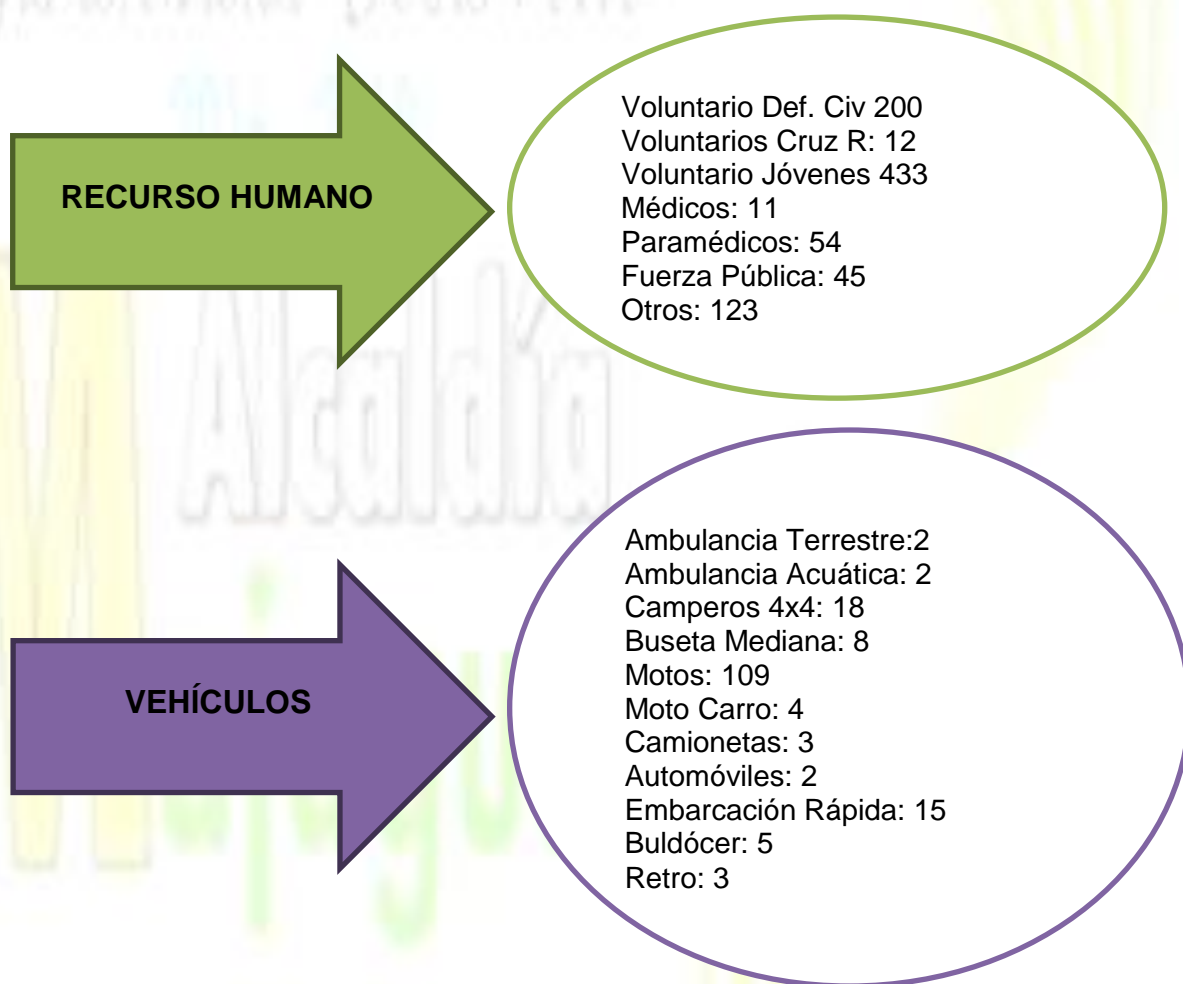 RECURSO HUMANO
Voluntario Def. Civ 200
Voluntarios Cruz R: 12
Voluntario Jóvenes 433
Médicos: 11
Paramédicos: 54
Fuerza Pública: 45
Otros: 123
Alcaldía
VEHÍCULOS
Ambulancia Terrestre:2
Ambulancia Acuática: 2
Camperos 4x4: 18
Buseta Mediana: 8
Motos: 109
Moto Carro: 4
Camionetas: 3
Automóviles: 2
Embarcación Rápida: 15
Buldócer: 5
Retro: 3